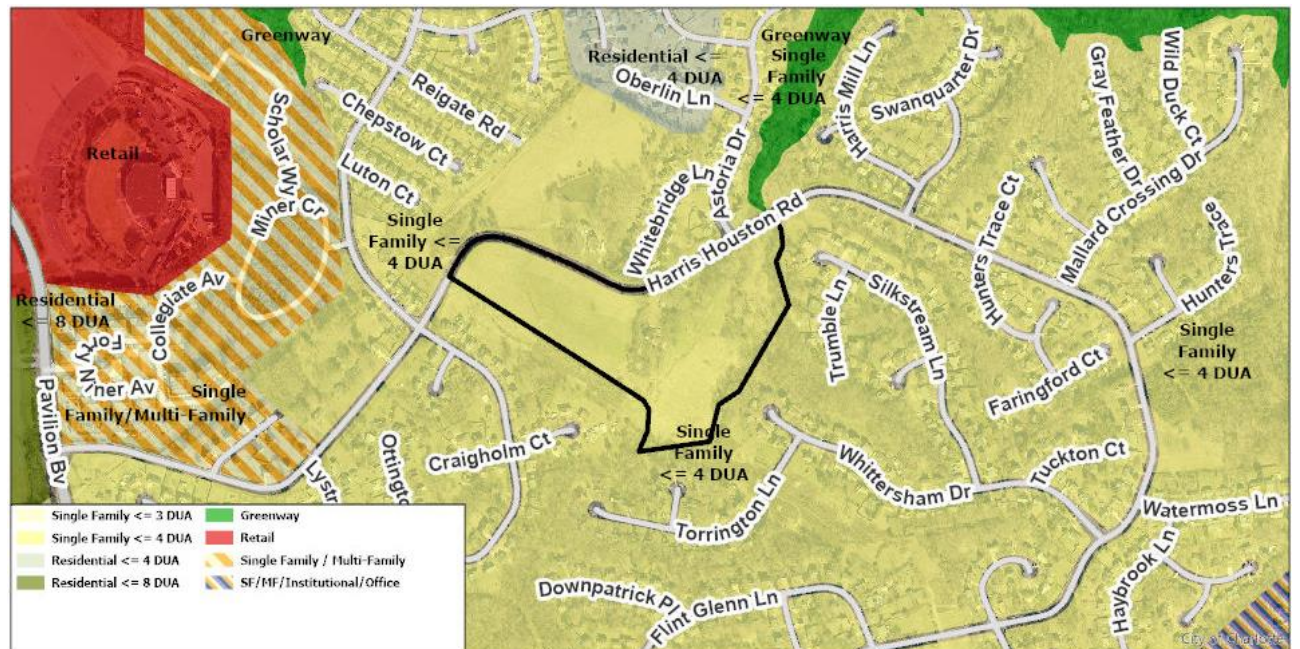 Greenway
Residential <=
4 DUA
Oberlin Ln
Greenway
Single
Family
<= 4 DUA
Harris Mill Ln
Swanquarter Dr
Gray Feather Dr
Wild Duck Ct
Mallard Crossing Dr
Reigate Rd
Chepstow Ct
Luton Ct
Scholar Wy
Miner Cr
Retail
Single
Family <=
4 DUA
Whitebridge Ln
Astoria Dr
Harris Houston Rd
Hunters Trace Ct
Hunters Trace
Residential
<= 8 DUA
Collegiate Av
Forty Niner Av
Pavilion Bv
Single
Family/Multi-Family
Trumble Ln
Silkstream Ln
Faringford Ct
Single
Family
<= 4 DUA
Craigholm Ct
Single
Family
<= 4 DUA
Lystr
Ottingto
Torrington Ln
Whittersham Dr
Tuckton Ct
Watermoss Ln
Haybrook Ln
Downpatrick Pl
Flint Glenn Ln
Single Family <= 3 DUA
Single Family <= 4 DUA
Residential <= 4 DUA
Residential <= 8 DUA
Greenway
Retail
Single Family / Multi-Family
SF/MF/Institutional/Office
City of Charlotte